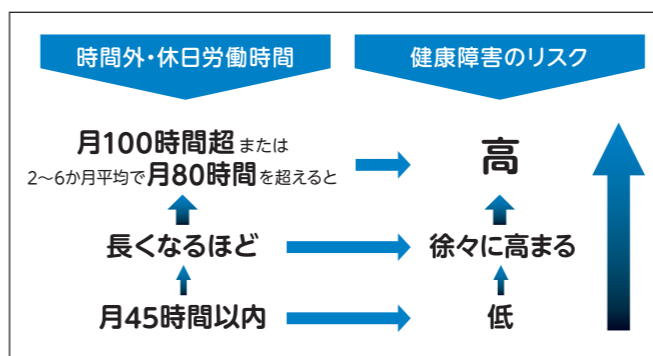 時間外・休日労働時間
健康障害のリスク
月100時間超 または
2～6か月平均で月80時間を超えると
高
長くなるほど
徐々に高まる
月45時間以内
低